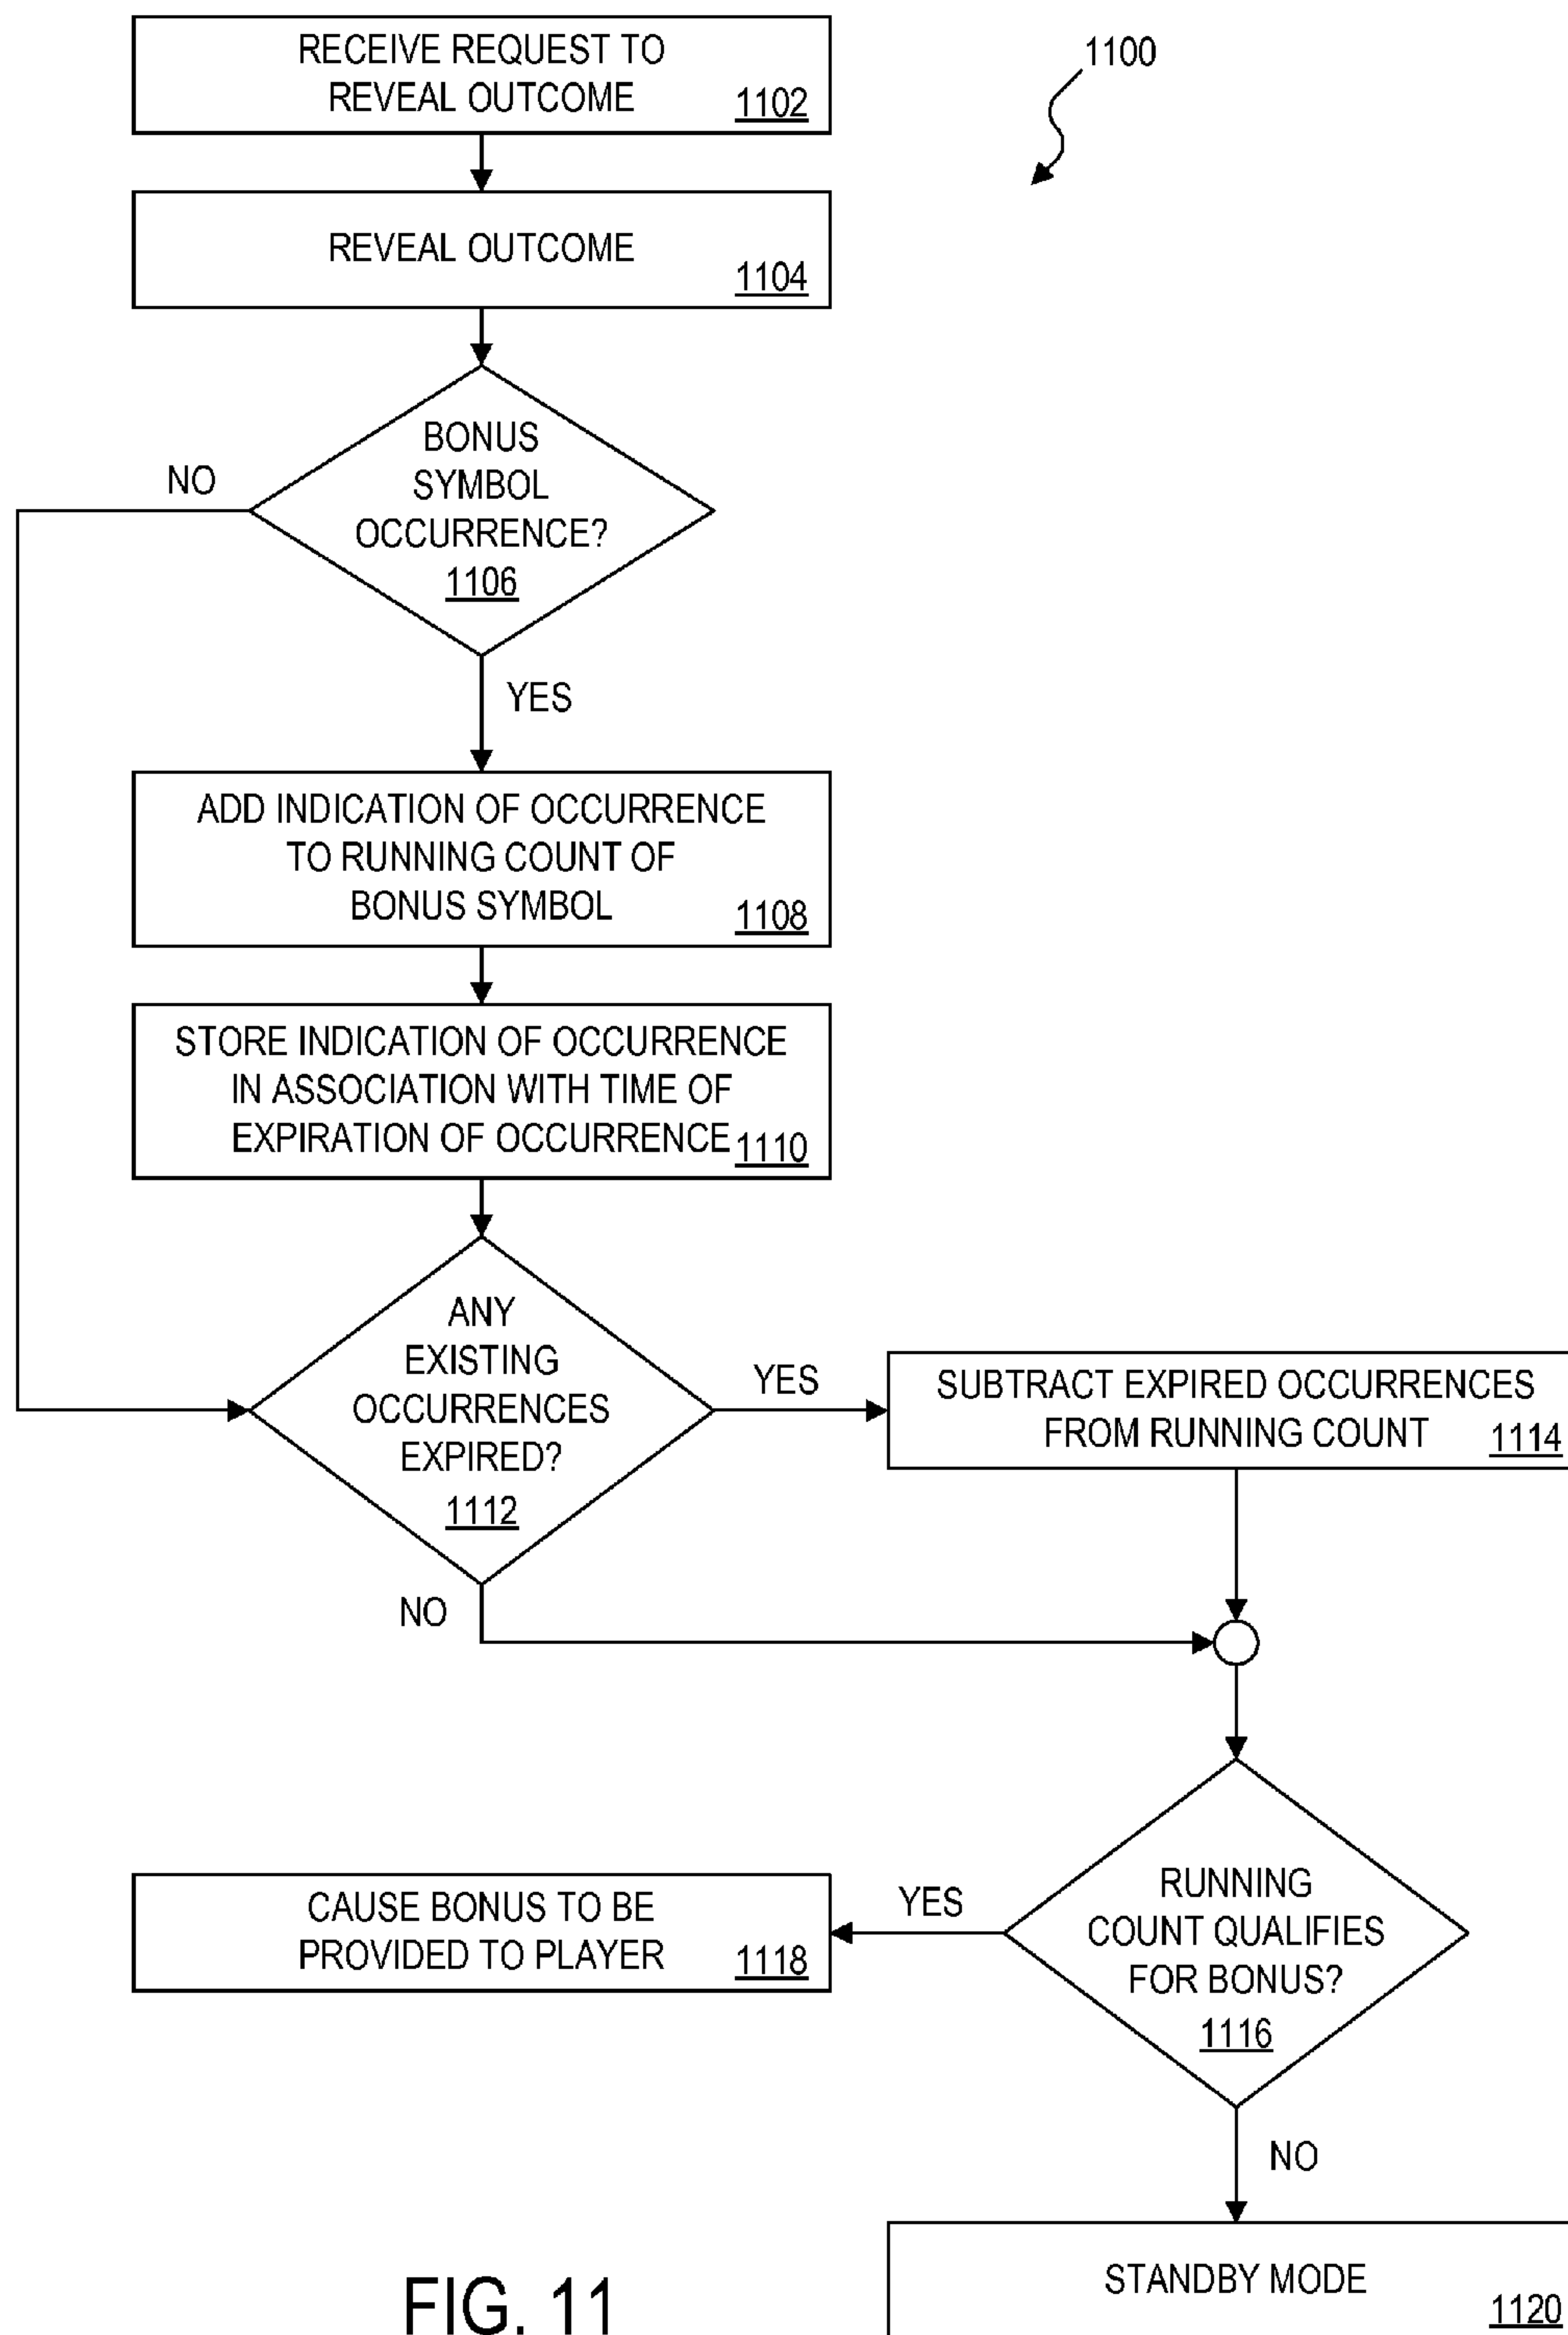 RECEIVE REQUEST TO
REVEAL OUTCOME
1102
1100
REVEAL OUTCOME
1104
BONUS
SYMBOL
OCCURRENCE?
1106
NO
YES
ADD INDICATION OF OCCURRENCE
TO RUNNING COUNT OF
BONUS SYMBOL
1108
STORE INDICATION OF OCCURRENCE
IN ASSOCIATION WITH TIME OF
EXPIRATION OF OCCURRENCE
1110
ANY
EXISTING
OCCURRENCES
EXPIRED?
1112
YES
SUBTRACT EXPIRED OCCURRENCES
FROM RUNNING COUNT
1114
NO
RUNNING
COUNT QUALIFIES
FOR BONUS?
1116
YES
CAUSE BONUS TO BE
PROVIDED TO PLAYER
1118
NO
STANDBY MODE
1120
FIG. 11